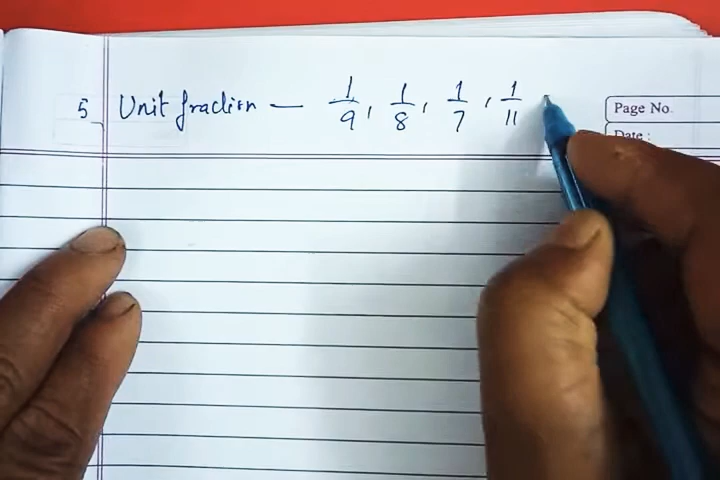 5 Unit fraction — 1/9, 1/8, 1/7, 1/11
Page No.
Date :